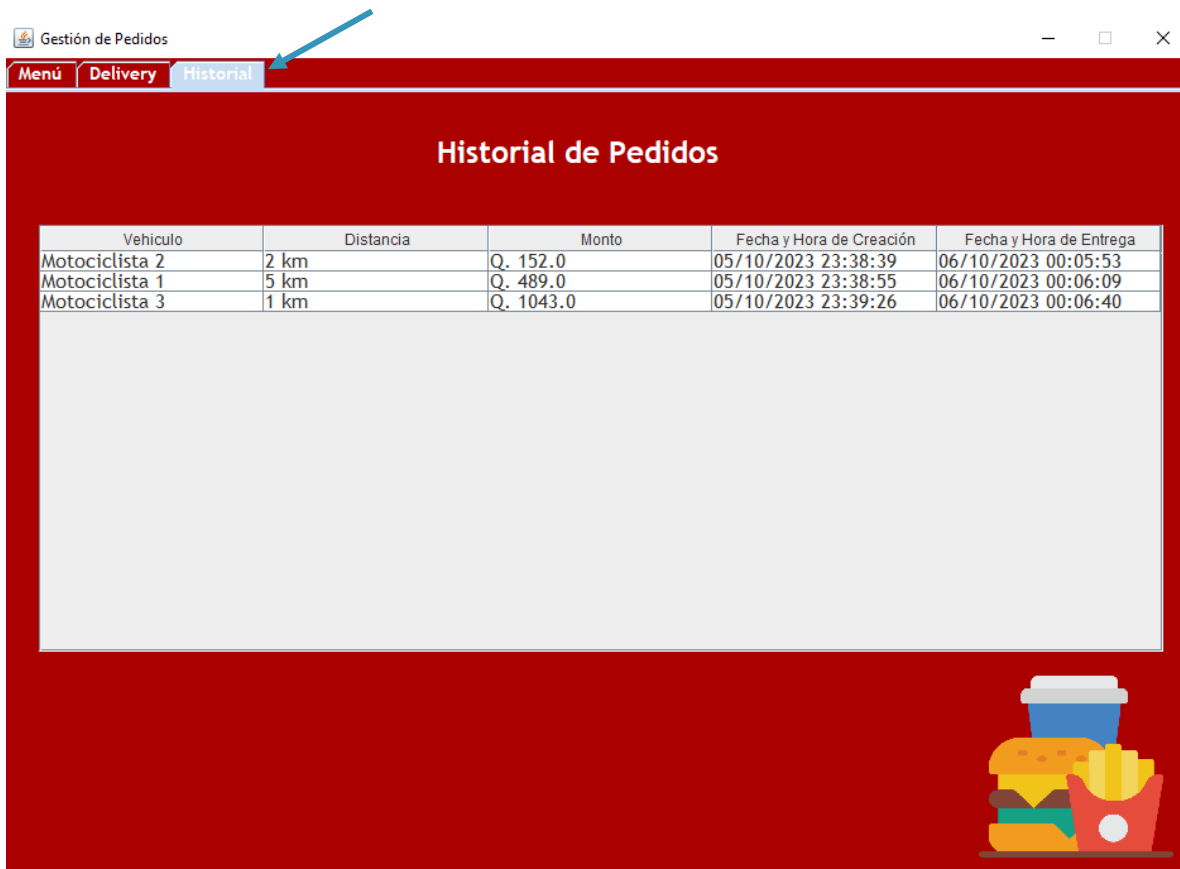 Gestión de Pedidos
Menú Delivery Historial
Historial de Pedidos
Vehiculo Distancia Monto Fecha y Hora de Creación Fecha y Hora de Entrega
Motociclista 2 2 km Q. 152.0 05/10/2023 23:38:39 06/10/2023 00:05:53
Motociclista 1 5 km Q. 489.0 05/10/2023 23:38:55 06/10/2023 00:06:09
Motociclista 3 1 km Q. 1043.0 05/10/2023 23:39:26 06/10/2023 00:06:40